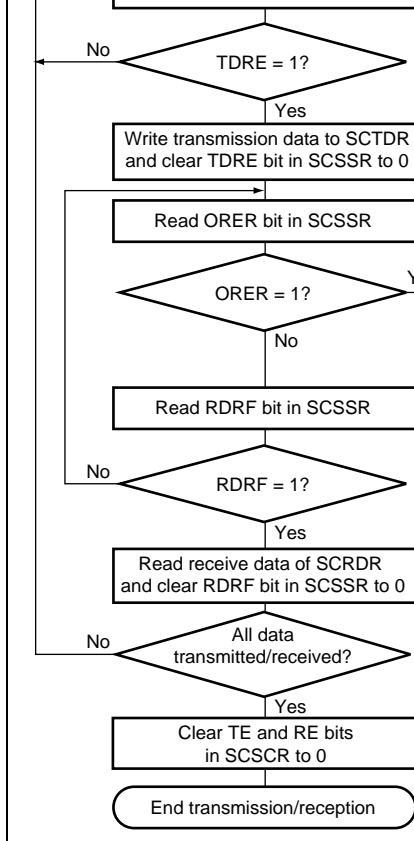 No
TDRE = 1?
Yes
Write transmission data to SCTDR
and clear TDRE bit in SCSSR to 0
Read ORER bit in SCSSR
ORER = 1?
Y
No
Read RDRF bit in SCSSR
No
RDRF = 1?
Yes
Read receive data of SCRDR
and clear RDRF bit in SCSSR to 0
No
All data
transmitted/received?
Yes
Clear TE and RE bits
in SCSCR to 0
End transmission/reception